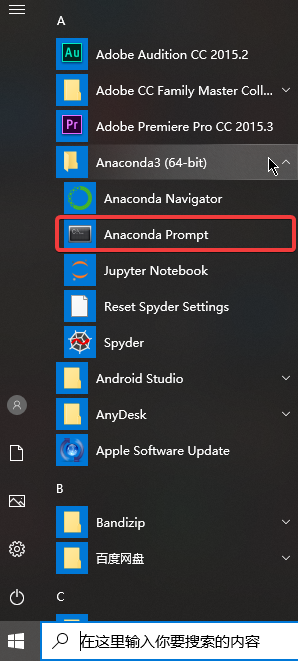 A
Adobe Audition CC 2015.2
Adobe CC Family Master Coll...
Adobe Premiere Pro CC 2015.3
Anaconda3 (64-bit)
Anaconda Navigator
Anaconda Prompt
Jupyter Notebook
Reset Spyder Settings
Spyder
Android Studio
AnyDesk
Apple Software Update
B
Bandizip
百度网盘
C
在这里输入你要搜索的内容